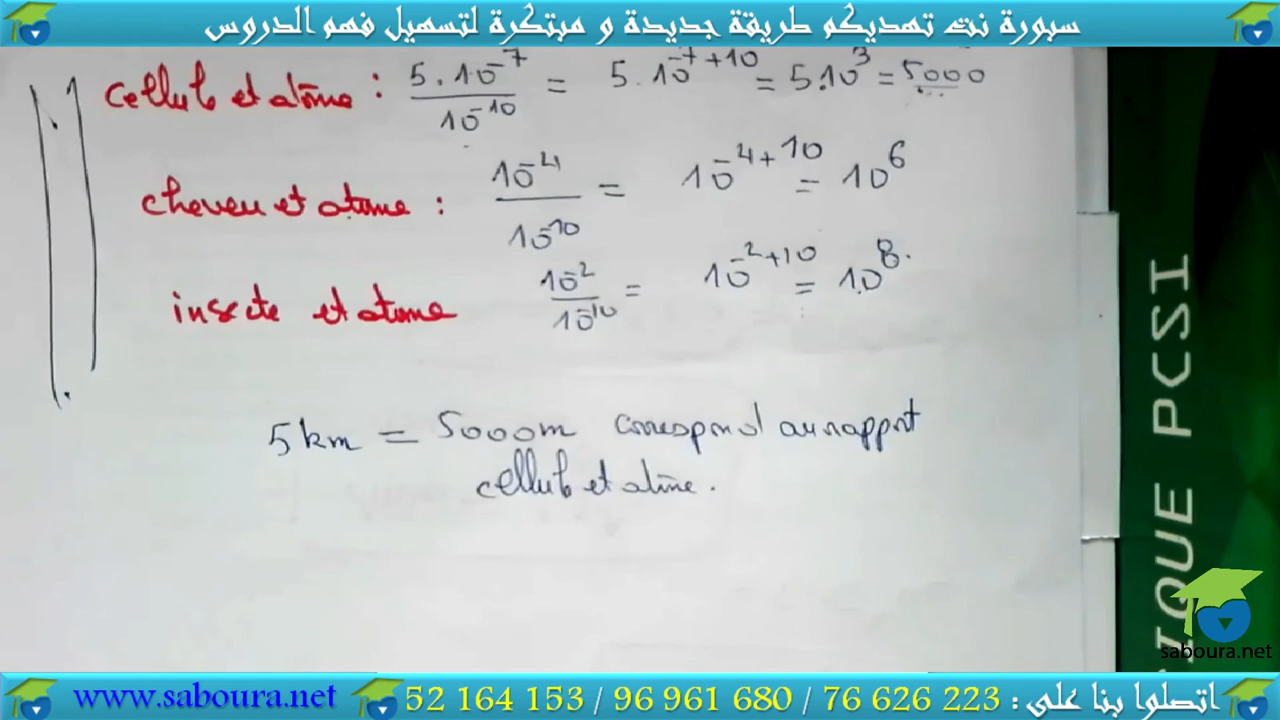 سبورة نت تهديكم طريقة جديدة و مبتكرة لتسهيل فهم الدروس
cellule et atome : 5.10⁻⁷ / 10⁻¹⁰ = 5.10⁻⁷⁺¹⁰ = 5.10³ = 5000
cheveu et atome : 10⁻⁴ / 10⁻¹⁰ = 10⁻⁴⁺¹⁰ = 10⁶
insecte et atome 10⁻² / 10⁻¹⁰ = 10⁻²⁺¹⁰ = 10⁸.
5 km = 5000m correspond au rapport
cellule et atome.
IQUE PCSI
saboura.net
www.saboura.net 52 164 153 / 96 961 680 / 76 626 223 : اتصلوا بنا على